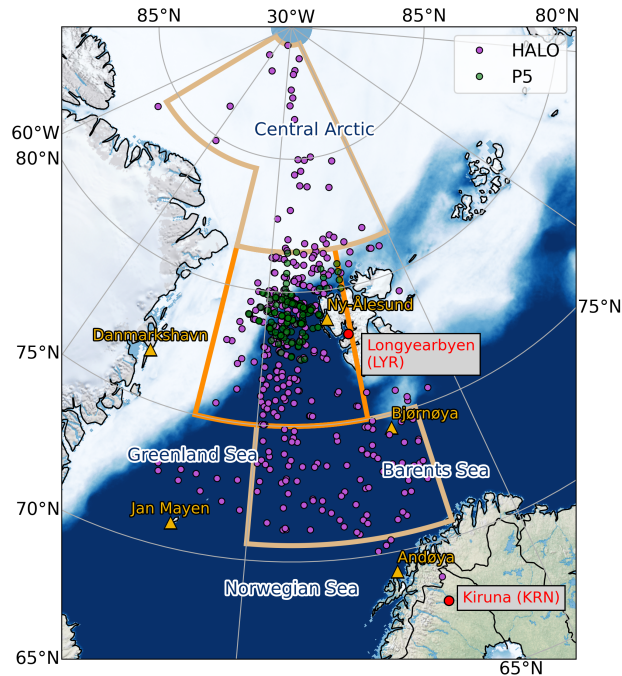 85°N 30°W 85°N 80°N
HALO
P5
60°W
80°N
Central Arctic
75°N
Ny-Ålesund
Danmarkshavn
75°N
Longyearbyen
(LYR)
Bjørnøya
Greenland Sea
Barents Sea
70°N
Jan Mayen
Andøya
Norwegian Sea
Kiruna (KRN)
65°N
65°N